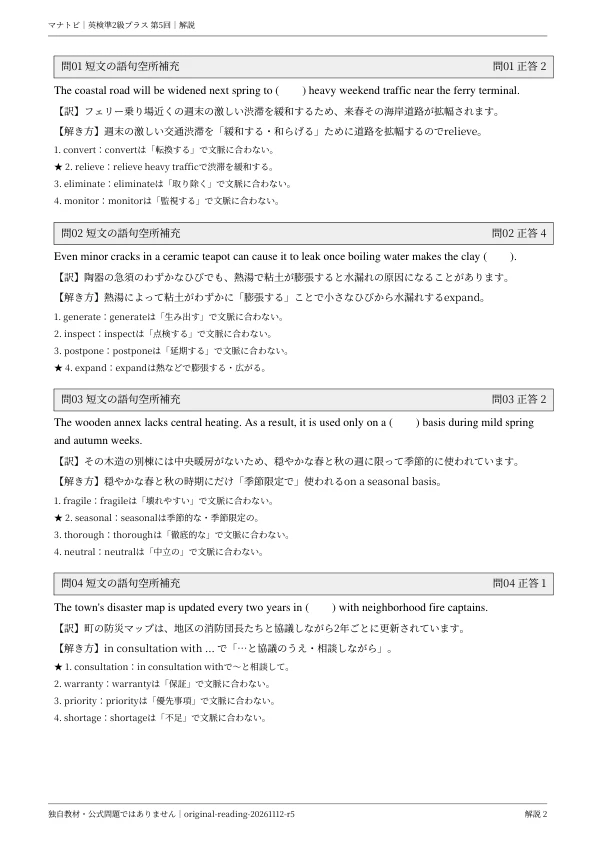 マナトビ｜英検準2級プラス 第5回｜解説
問01 短文の語句空所補充 問01 正答 2
The coastal road will be widened next spring to (　　) heavy weekend traffic near the ferry terminal.
【訳】フェリー乗り場近くの週末の激しい渋滞を緩和するため、来春その海岸道路が拡幅されます。
【解き方】週末の激しい交通渋滞を「緩和する・和らげる」ために道路を拡幅するのでrelieve。
1. convert：convertは「転換する」で文脈に合わない。
★ 2. relieve：relieve heavy trafficで渋滞を緩和する。
3. eliminate：eliminateは「取り除く」で文脈に合わない。
4. monitor：monitorは「監視する」で文脈に合わない。
問02 短文の語句空所補充 問02 正答 4
Even minor cracks in a ceramic teapot can cause it to leak once boiling water makes the clay (　　).
【訳】陶器の急須のわずかなひびでも、熱湯で粘土が膨張すると水漏れの原因になることがあります。
【解き方】熱湯によって粘土がわずかに「膨張する」ことで小さなひびから水漏れするexpand。
1. generate：generateは「生み出す」で文脈に合わない。
2. inspect：inspectは「点検する」で文脈に合わない。
3. postpone：postponeは「延期する」で文脈に合わない。
★ 4. expand：expandは熱などで膨張する・広がる。
問03 短文の語句空所補充 問03 正答 2
The wooden annex lacks central heating. As a result, it is used only on a (　　) basis during mild spring
and autumn weeks.
【訳】その木造の別棟には中央暖房がないため、穏やかな春と秋の週に限って季節的に使われています。
【解き方】穏やかな春と秋の時期にだけ「季節限定で」使われるon a seasonal basis。
1. fragile：fragileは「壊れやすい」で文脈に合わない。
★ 2. seasonal：seasonalは季節的な・季節限定の。
3. thorough：thoroughは「徹底的な」で文脈に合わない。
4. neutral：neutralは「中立の」で文脈に合わない。
問04 短文の語句空所補充 問04 正答 1
The town's disaster map is updated every two years in (　　) with neighborhood fire captains.
【訳】町の防災マップは、地区の消防団長たちと協議しながら2年ごとに更新されています。
【解き方】in consultation with … で「…と協議のうえ・相談しながら」。
★ 1. consultation：in consultation withで～と相談して。
2. warranty：warrantyは「保証」で文脈に合わない。
3. priority：priorityは「優先事項」で文脈に合わない。
4. shortage：shortageは「不足」で文脈に合わない。
独自教材・公式問題ではありません｜original-reading-20261112-r5 解説 2